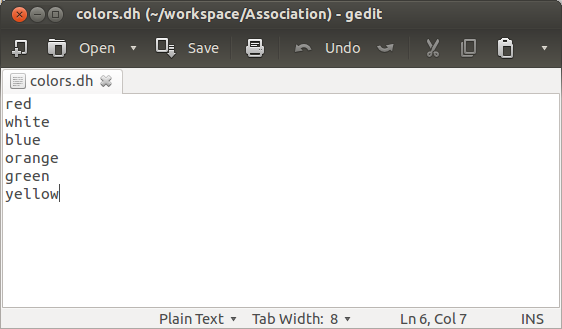 colors.dh (~/workspace/Association) - gedit
Open Save Undo
colors.dh
red
white
blue
orange
green
yellow
Plain Text Tab Width: 8 Ln 6, Col 7 INS